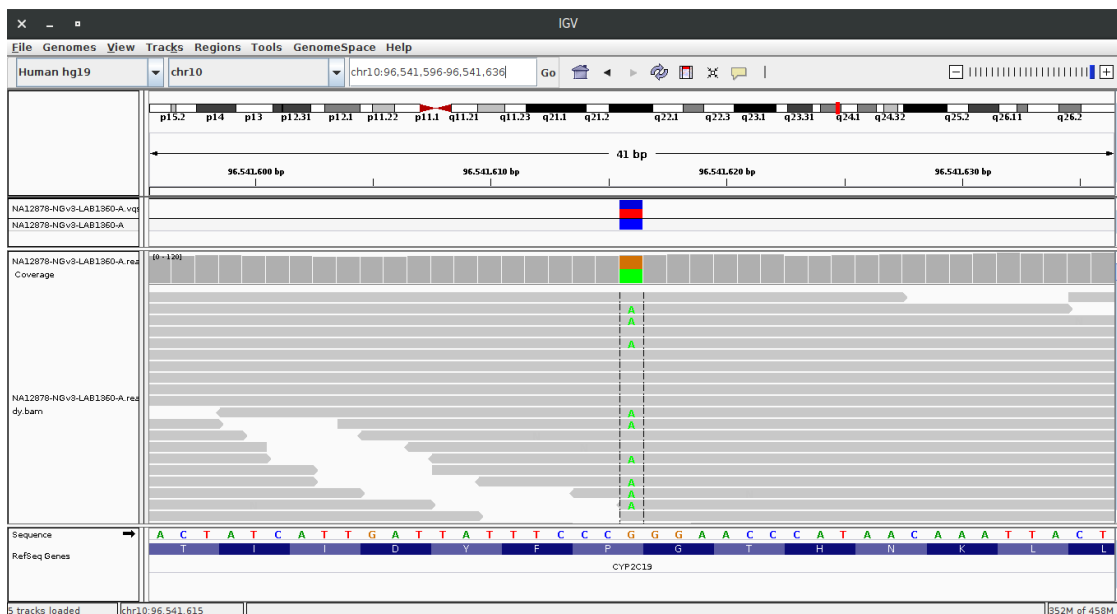 IGV
File Genomes View Tracks Regions Tools GenomeSpace Help
Human hg19 chr10 chr10:96,541,596-96,541,636 Go
p15.2 p14 p13 p12.31 p12.1 p11.22 p11.1 q11.21 q11.23 q21.1 q21.2 q22.1 q22.3 q23.1 q23.31 q24.1 q24.32 q25.2 q26.11 q26.2
41 bp
96,541,600 bp 96,541,610 bp 96,541,620 bp 96,541,630 bp
NA12878-NGv3-LAB1360-A.vqs
NA12878-NGv3-LAB1360-A
NA12878-NGv3-LAB1360-A.rea [0 - 120]
Coverage
A
A
A
NA12878-NGv3-LAB1360-A.rea
dy.bam
A
A
A
A
A
A
Sequence A C T A T C A T T G A T T A T T T C C C G G G A A C C C A T A A C A A A T T A C T
RefSeq Genes T I I D Y F P G T H N K L L
CYP2C19
5 tracks loaded chr10:96,541,615 352M of 458M